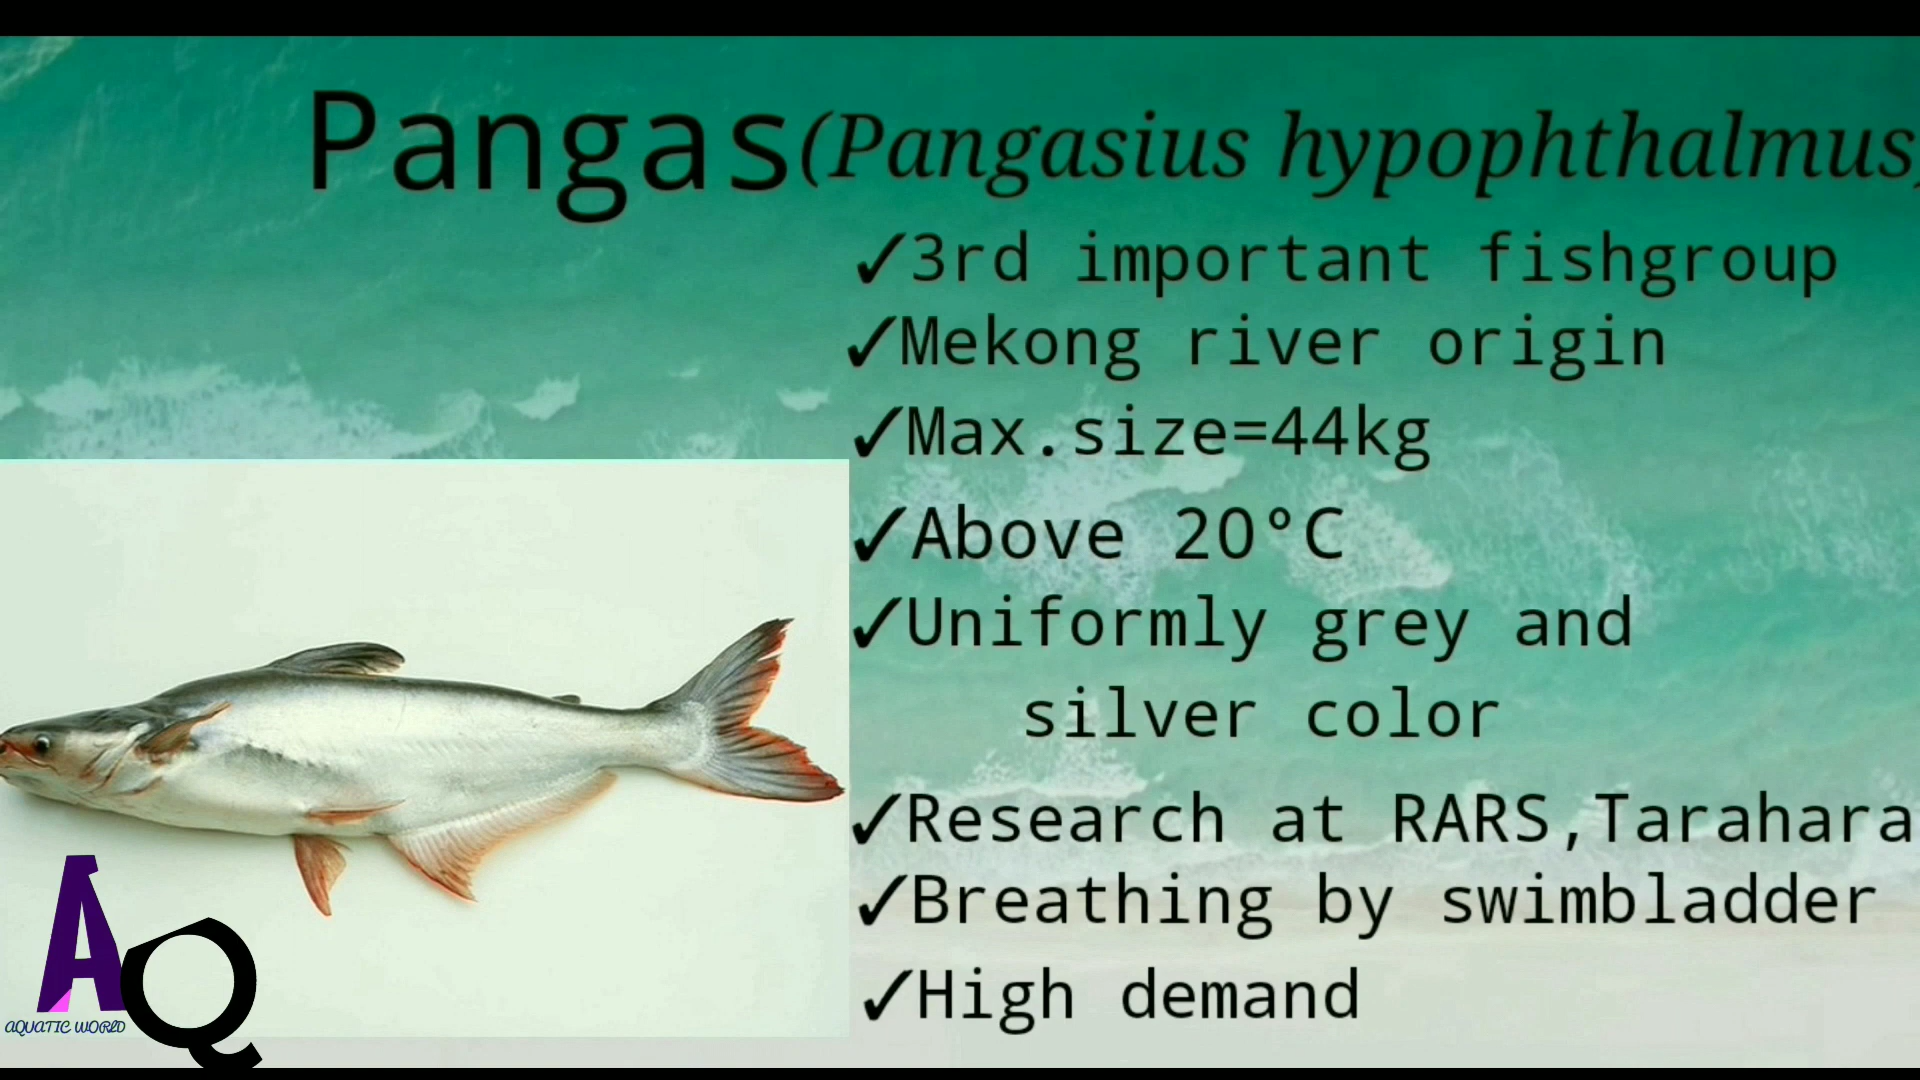 Pangas(Pangasius hypophthalmus)
✓3rd important fishgroup
✓Mekong river origin
✓Max.size=44kg
✓Above 20°C
✓Uniformly grey and
silver color
✓Research at RARS,Tarahara
✓Breathing by swimbladder
✓High demand
AQ
AQUATIC WORLD